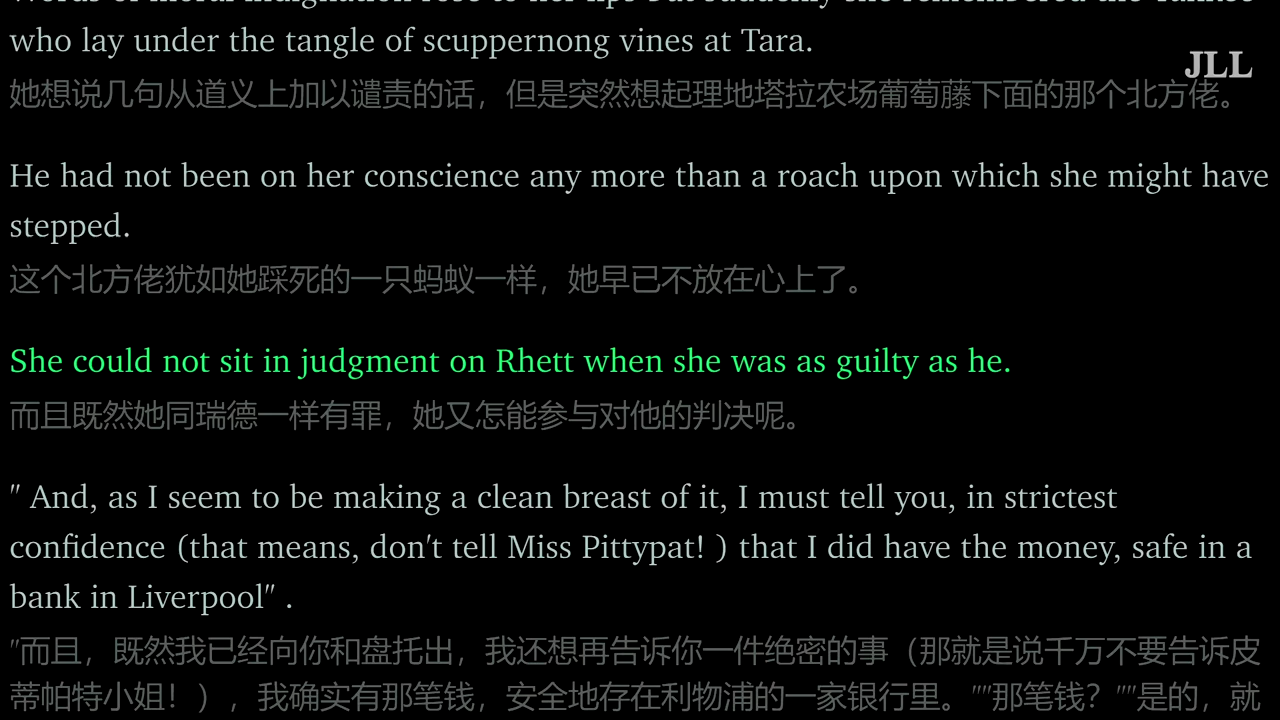 who lay under the tangle of scuppernong vines at Tara.
JLL
她想说几句从道义上加以谴责的话，但是突然想起理地塔拉农场葡萄藤下面的那个北方佬。
He had not been on her conscience any more than a roach upon which she might have
stepped.
这个北方佬犹如她踩死的一只蚂蚁一样，她早已不放在心上了。
She could not sit in judgment on Rhett when she was as guilty as he.
而且既然她同瑞德一样有罪，她又怎能参与对他的判决呢。
" And, as I seem to be making a clean breast of it, I must tell you, in strictest
confidence (that means, don't tell Miss Pittypat! ) that I did have the money, safe in a
bank in Liverpool" .
"而且，既然我已经向你和盘托出，我还想再告诉你一件绝密的事（那就是说千万不要告诉皮
蒂帕特小姐！），我确实有那笔钱，安全地存在利物浦的一家银行里。""那笔钱？""是的，就